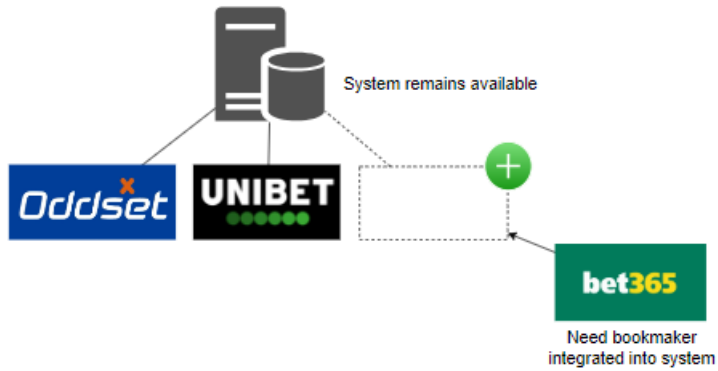 System remains available
Oddset
UNIBET
bet365
Need bookmaker
integrated into system